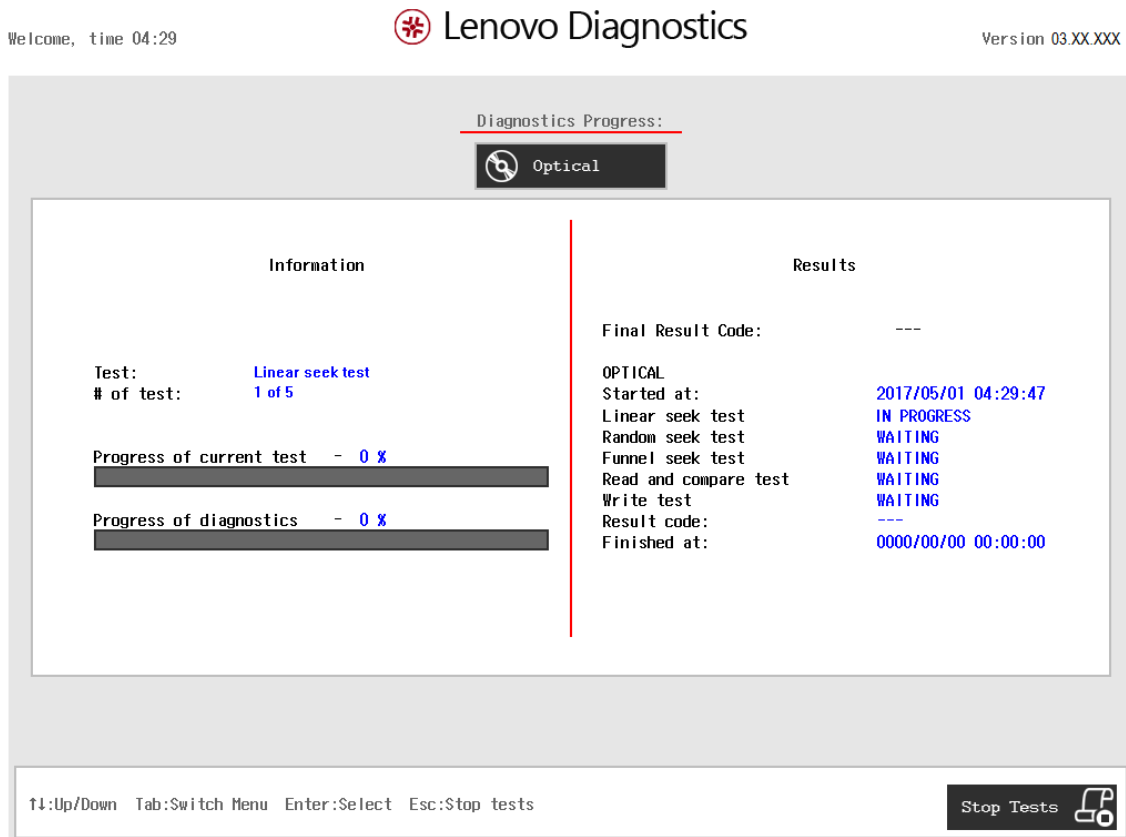 Welcome, time 04:29
Lenovo Diagnostics
Version 03.XX.XXX
Diagnostics Progress:
Optical
Information
Test: Linear seek test
# of test: 1 of 5
Progress of current test - 0 %
Progress of diagnostics - 0 %
Results
Final Result Code: ---
OPTICAL
Started at: 2017/05/01 04:29:47
Linear seek test IN PROGRESS
Random seek test WAITING
Funnel seek test WAITING
Read and compare test WAITING
Write test WAITING
Result code: ---
Finished at: 0000/00/00 00:00:00
↑↓:Up/Down Tab:Switch Menu Enter:Select Esc:Stop tests
Stop Tests